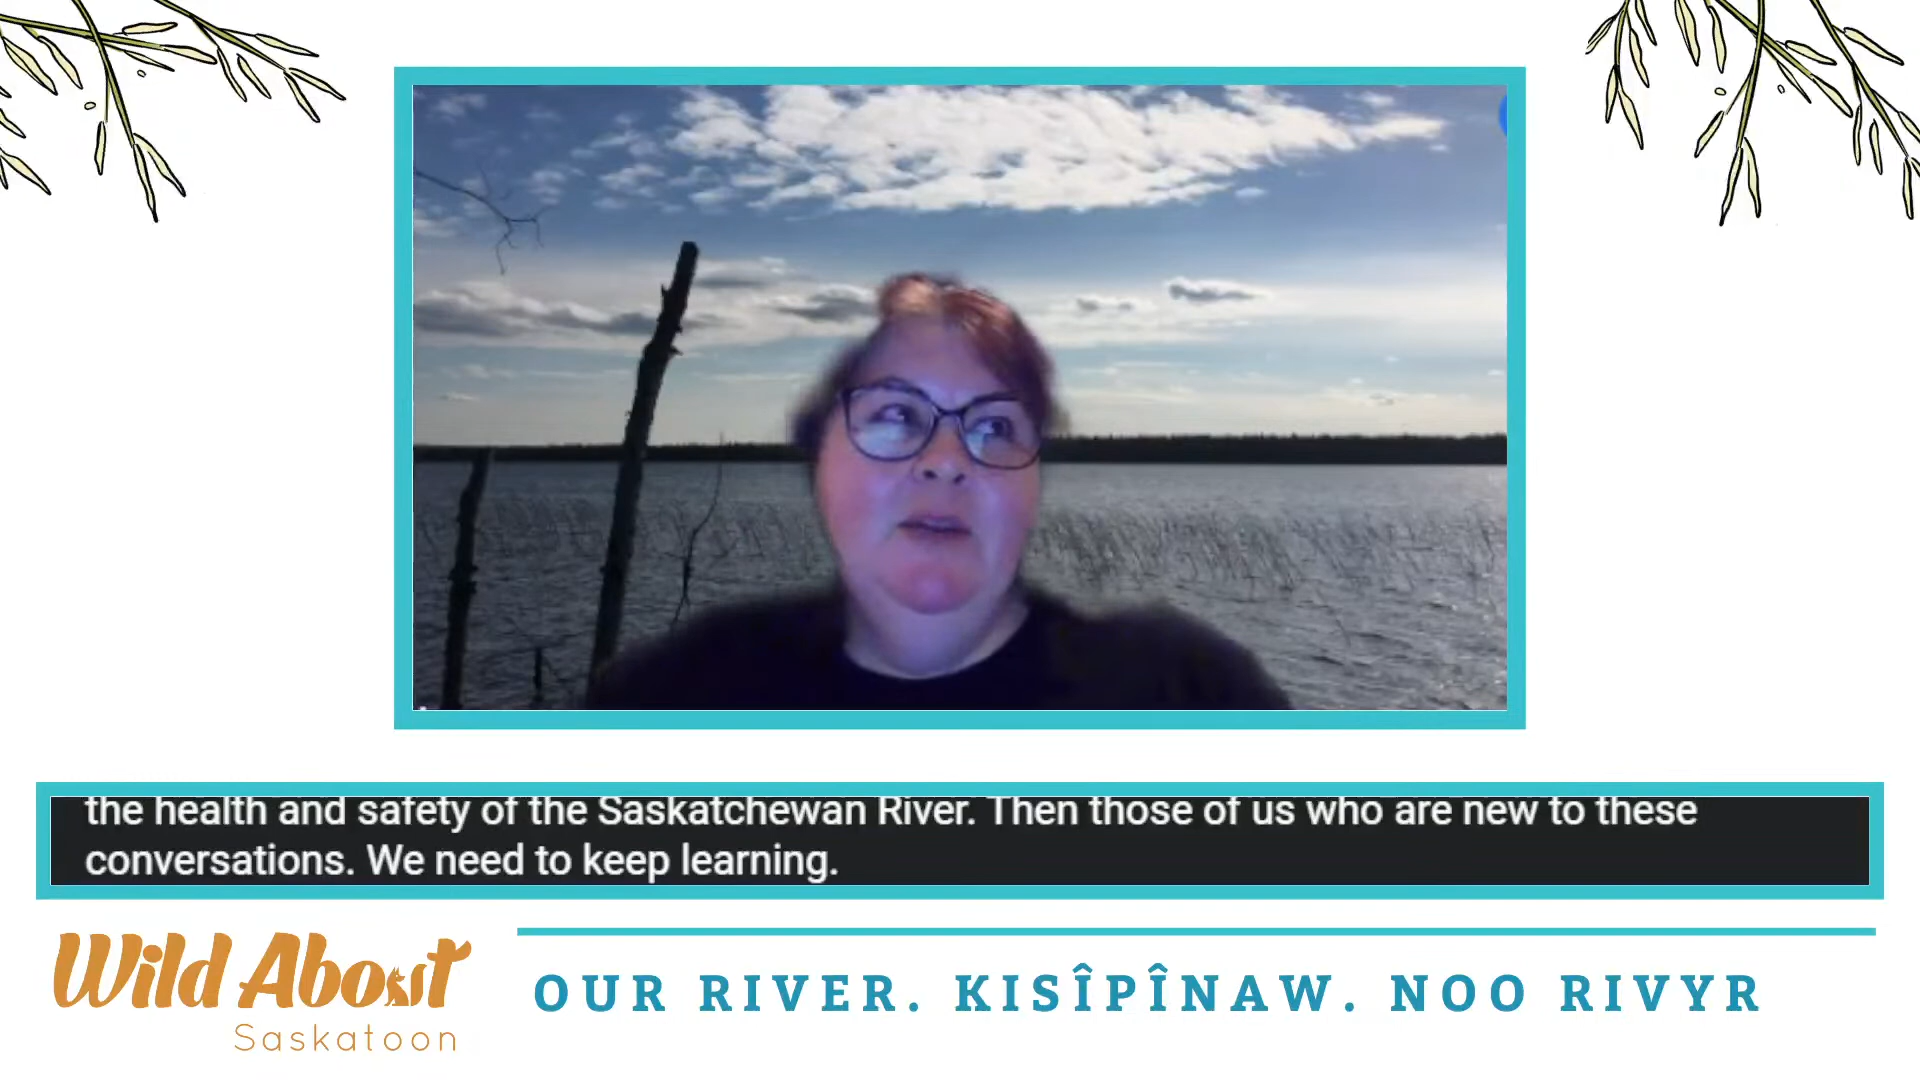 the health and safety of the Saskatchewan River. Then those of us who are new to these
conversations. We need to keep learning.
Wild About
Saskatoon
OUR RIVER. KISÎPÎNAW. NOO RIVYR